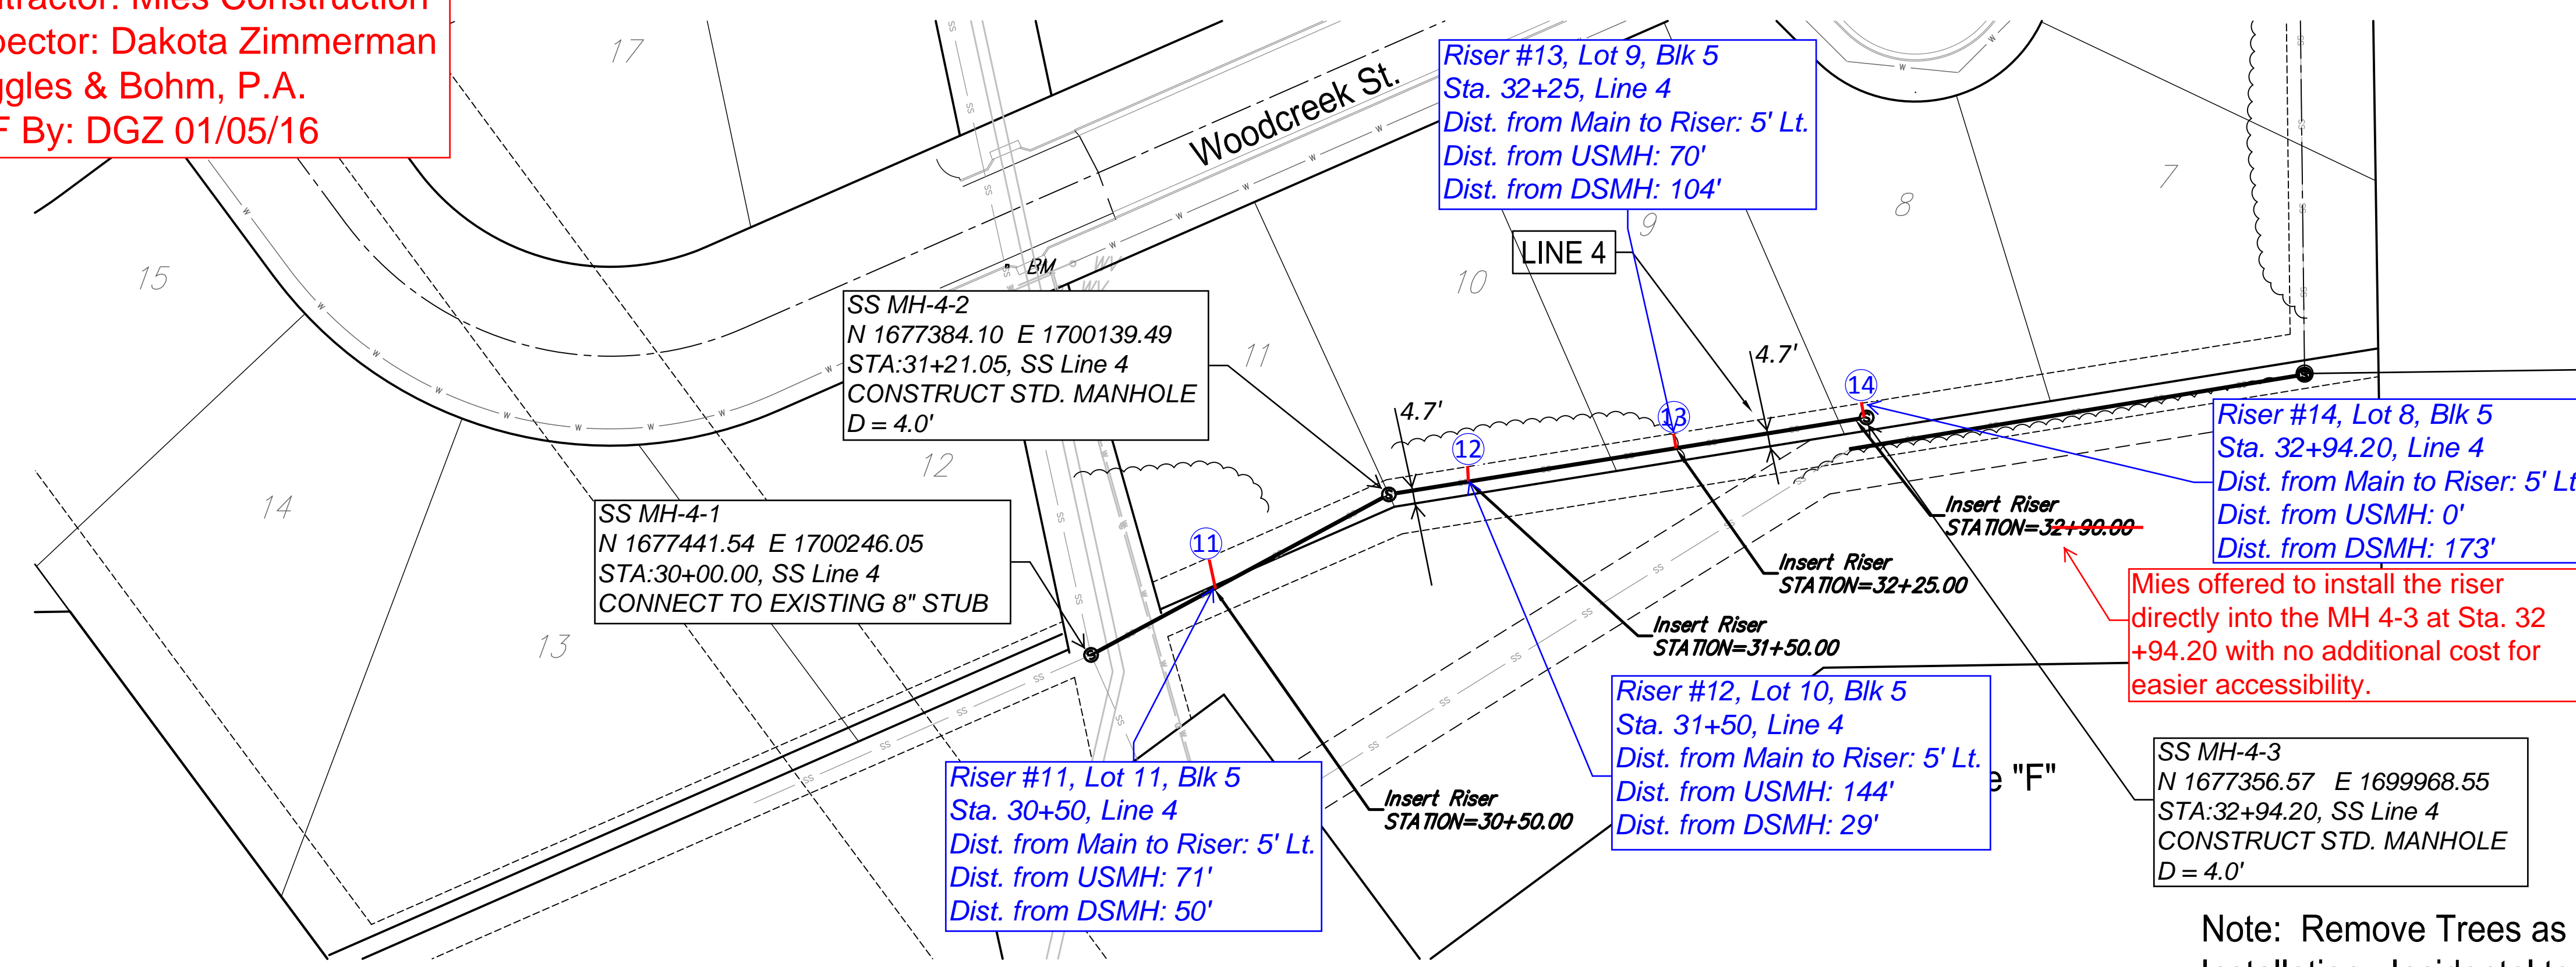 Contractor: Mies Construction
Inspector: Dakota Zimmerman
By: DGZ 01/05/16
& Bohm, P.A.
17
15
14
13
12
11
10
9
8
7
Woodcreek St.
BM
WV
WV
LINE 4
Riser #13, Lot 9, Blk 5
Sta. 32+25, Line 4
Dist. from Main to Riser: 5' Lt.
Dist. from USMH: 70'
Dist. from DSMH: 104'
SS MH-4-2
N 1677384.10 E 1700139.49
STA:31+21.05, SS Line 4
CONSTRUCT STD. MANHOLE
D = 4.0'
4.7'
4.7'
11
12
13
14
SS MH-4-1
N 1677441.54 E 1700246.05
STA:30+00.00, SS Line 4
CONNECT TO EXISTING 8" STUB
Riser #14, Lot 8, Blk 5
Sta. 32+94.20, Line 4
Dist. from Main to Riser: 5' Lt
Dist. from USMH: 0'
Dist. from DSMH: 173'
Insert Riser
STATION=32+90.00
Insert Riser
STATION=32+25.00
Insert Riser
STATION=31+50.00
Insert Riser
STATION=30+50.00
Mies offered to install the riser
directly into the MH 4-3 at Sta. 32
+94.20 with no additional cost for
easier accessibility.
Riser #12, Lot 10, Blk 5
Sta. 31+50, Line 4
Dist. from Main to Riser: 5' Lt.
Dist. from USMH: 144'
Dist. from DSMH: 29'
e "F"
Riser #11, Lot 11, Blk 5
Sta. 30+50, Line 4
Dist. from Main to Riser: 5' Lt.
Dist. from USMH: 71'
Dist. from DSMH: 50'
SS MH-4-3
N 1677356.57 E 1699968.55
STA:32+94.20, SS Line 4
CONSTRUCT STD. MANHOLE
D = 4.0'
Note: Remove Trees as